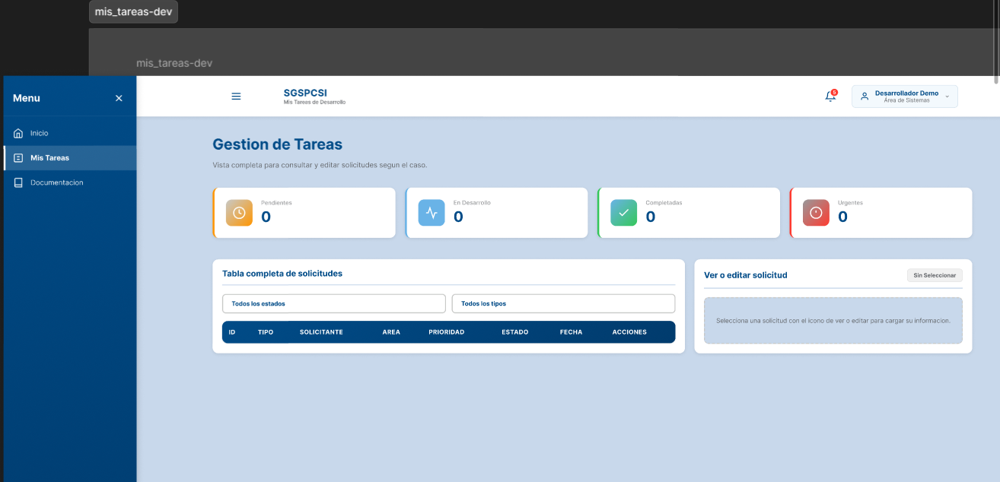 mis_tareas-dev
mis_tareas-dev
Menu
Inicio
Mis Tareas
Documentacion
SGSPCSI
Mis Tareas de Desarrollo
5
Desarrollador Demo
Área de Sistemas
Gestion de Tareas
Vista completa para consultar y editar solicitudes segun el caso.
Pendientes
0
En Desarrollo
0
Completadas
0
Urgentes
0
Tabla completa de solicitudes
Todos los estados
Todos los tipos
ID TIPO SOLICITANTE AREA PRIORIDAD ESTADO FECHA ACCIONES
Ver o editar solicitud
Sin Seleccionar
Selecciona una solicitud con el icono de ver o editar para cargar su informacion.